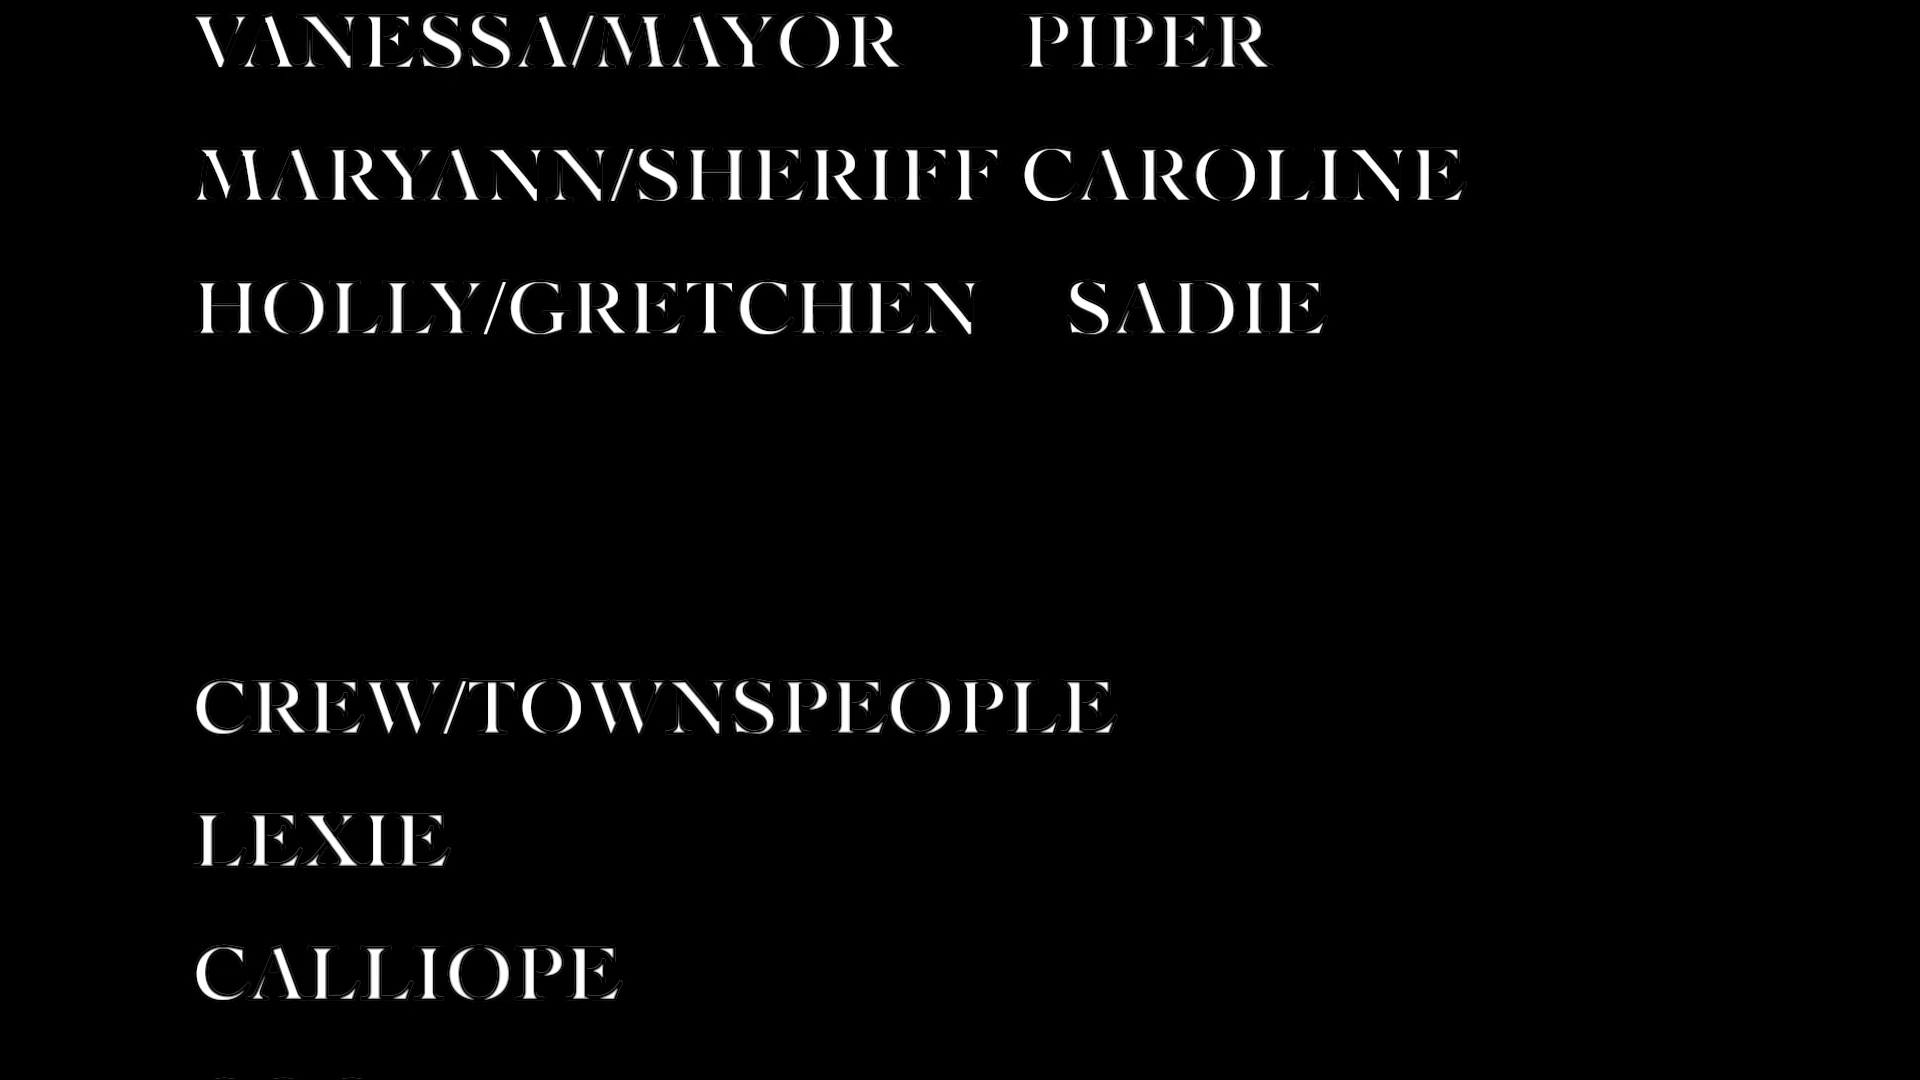 VANESSA/MAYOR PIPER
MARYANN/SHERIFF CAROLINE
HOLLY/GRETCHEN SADIE
CREW/TOWNSPEOPLE
LEXIE
CALLIOPE